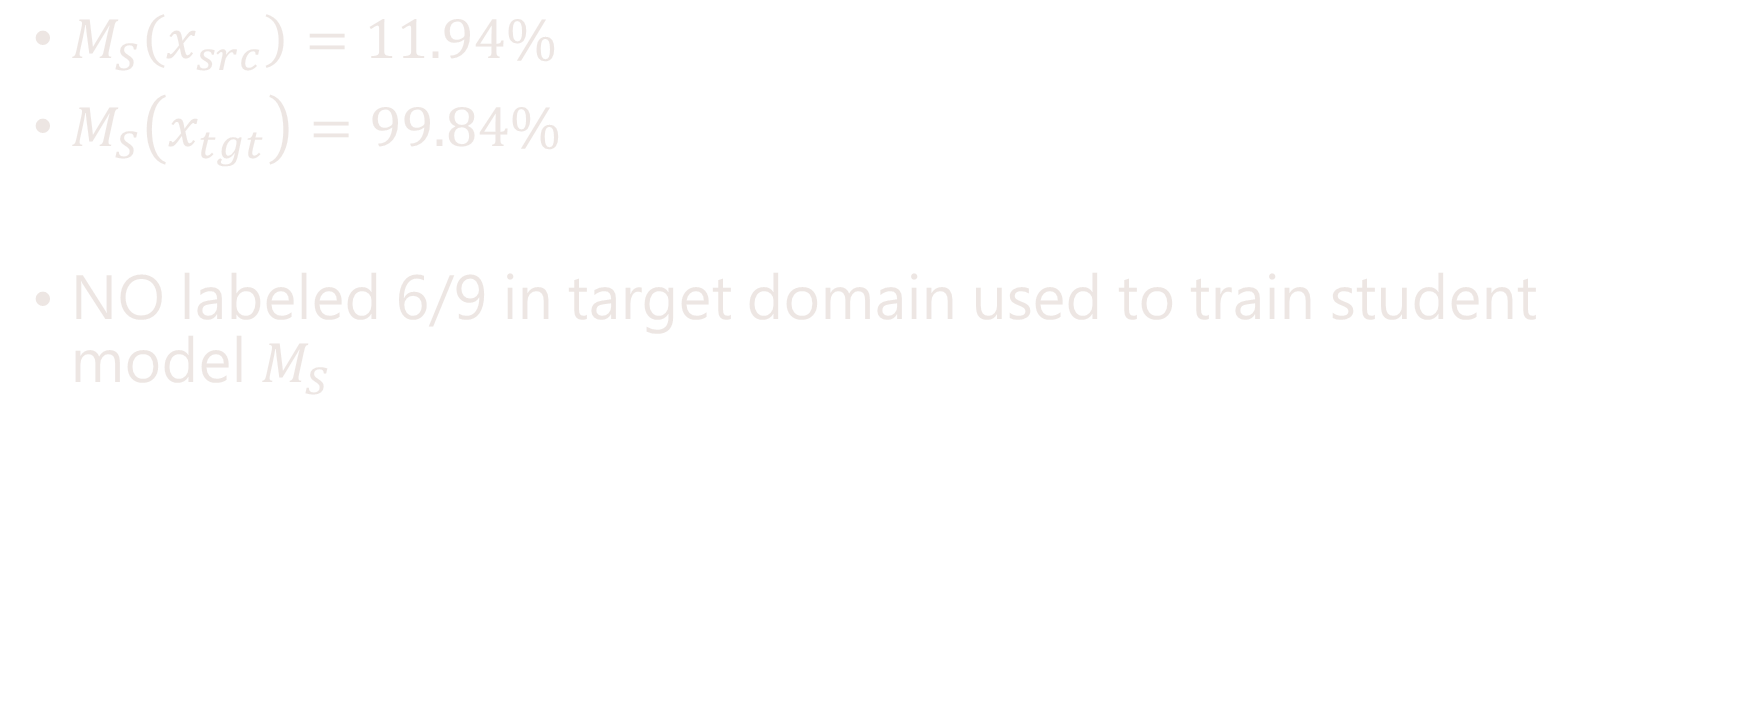 • M_S(x_src) = 11.94%
• M_S(x_tgt) = 99.84%
• NO labeled 6/9 in target domain used to train student
model M_S